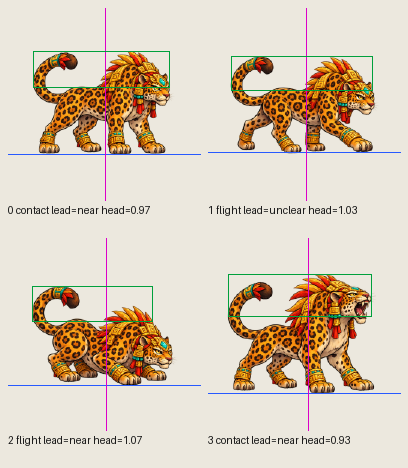 0 contact lead=near head=0.97
1 flight lead=unclear head=1.03
2 flight lead=near head=1.07
3 contact lead=near head=0.93